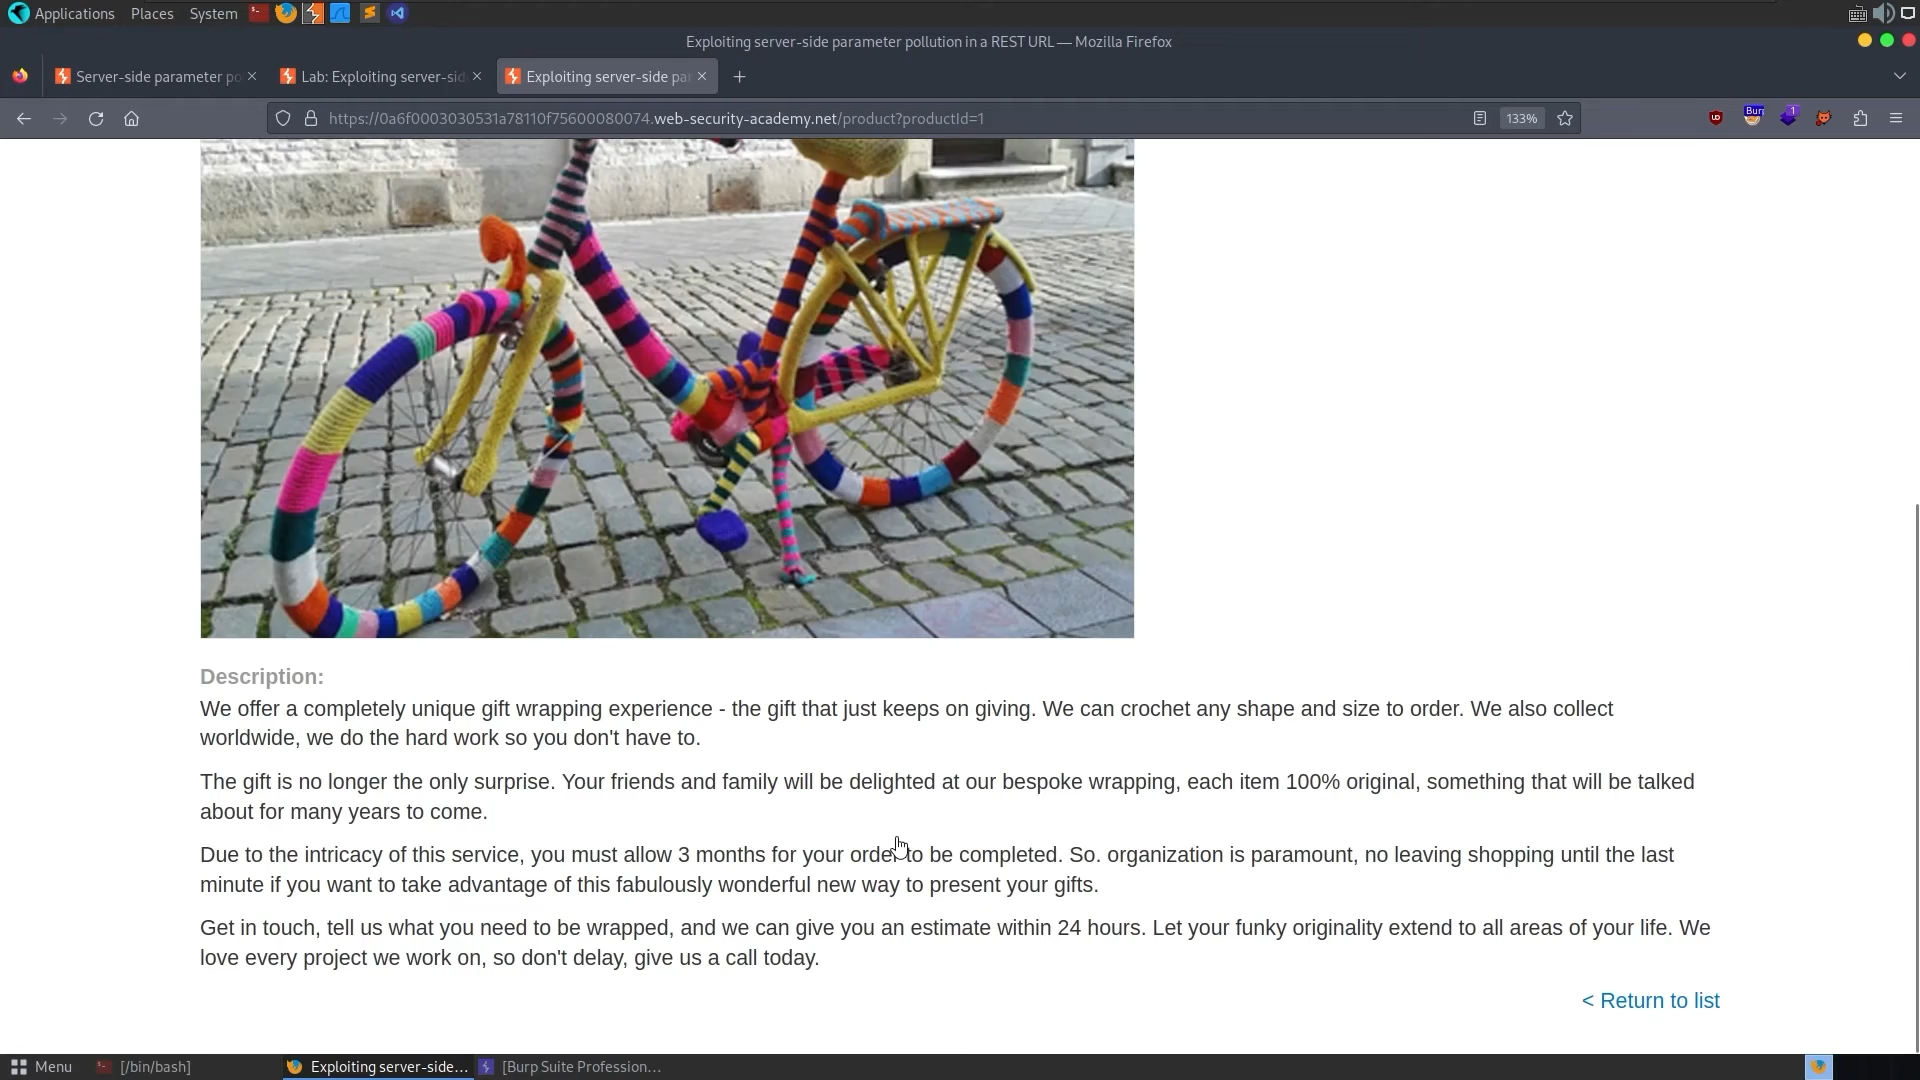 Applications Places System
Exploiting server-side parameter pollution in a REST URL — Mozilla Firefox
Server-side parameter po
Lab: Exploiting server-sid
Exploiting server-side par
https://0a6f0003030531a78110f75600080074.web-security-academy.net/product?productId=1
133%
Bur
1
Description:
We offer a completely unique gift wrapping experience - the gift that just keeps on giving. We can crochet any shape and size to order. We also collect
worldwide, we do the hard work so you don't have to.
The gift is no longer the only surprise. Your friends and family will be delighted at our bespoke wrapping, each item 100% original, something that will be talked
about for many years to come.
Due to the intricacy of this service, you must allow 3 months for your order to be completed. So. organization is paramount, no leaving shopping until the last
minute if you want to take advantage of this fabulously wonderful new way to present your gifts.
Get in touch, tell us what you need to be wrapped, and we can give you an estimate within 24 hours. Let your funky originality extend to all areas of your life. We
love every project we work on, so don't delay, give us a call today.
< Return to list
Menu
[/bin/bash]
Exploiting server-side...
[Burp Suite Profession...